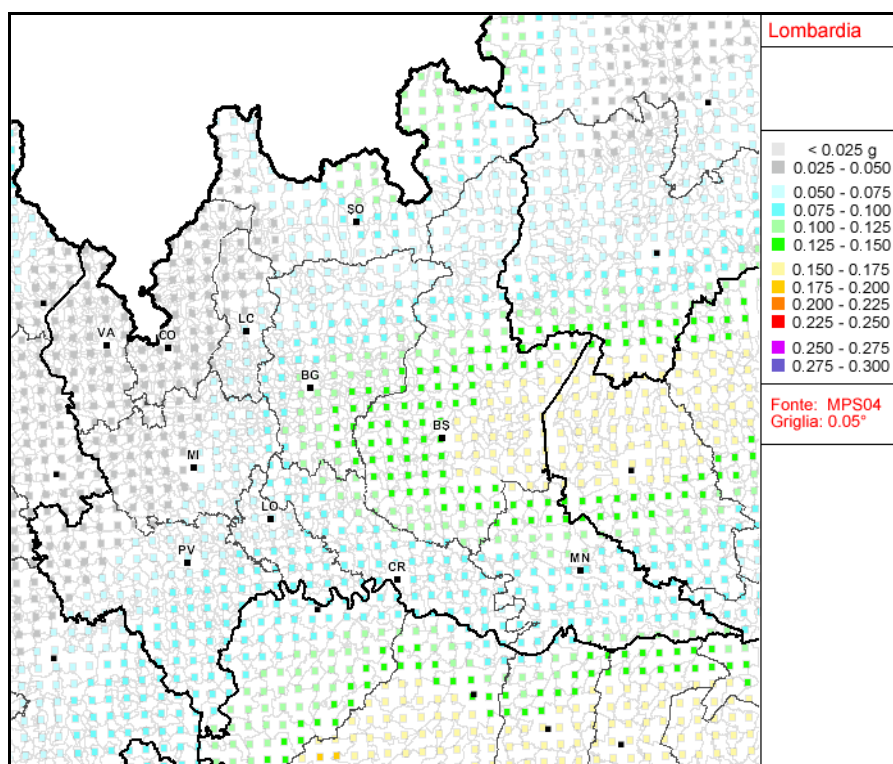 Lombardia
< 0.025 g
0.025 - 0.050
0.050 - 0.075
0.075 - 0.100
0.100 - 0.125
0.125 - 0.150
0.150 - 0.175
0.175 - 0.200
0.200 - 0.225
0.225 - 0.250
0.250 - 0.275
0.275 - 0.300
Fonte: MPS04
Griglia: 0.05°
SO
LC
VA
CO
BG
BS
MI
LO
PV
CR
MN